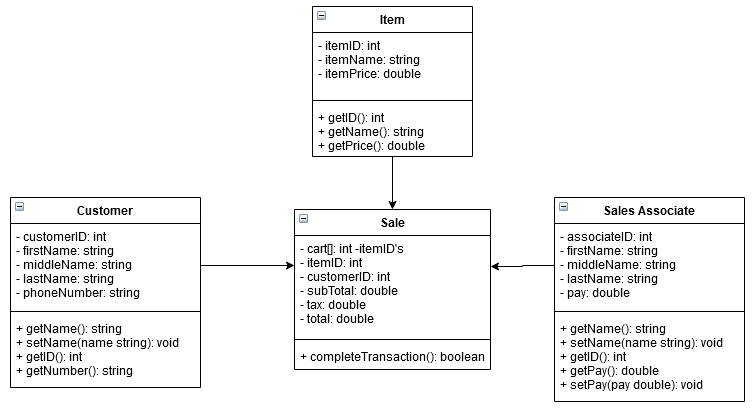 Item
- itemID: int
- itemName: string
- itemPrice: double
+ getID(): int
+ getName(): string
+ getPrice(): double
Customer
- customerID: int
- firstName: string
- middleName: string
- lastName: string
- phoneNumber: string
+ getName(): string
+ setName(name string): void
+ getID(): int
+ getNumber(): string
Sale
- cart[]: int -itemID's
- itemID: int
- customerID: int
- subTotal: double
- tax: double
- total: double
+ completeTransaction(): boolean
Sales Associate
- associateID: int
- firstName: string
- middleName: string
- lastName: string
- pay: double
+ getName(): string
+ setName(name string): void
+ getID(): int
+ getPay(): double
+ setPay(pay double): void